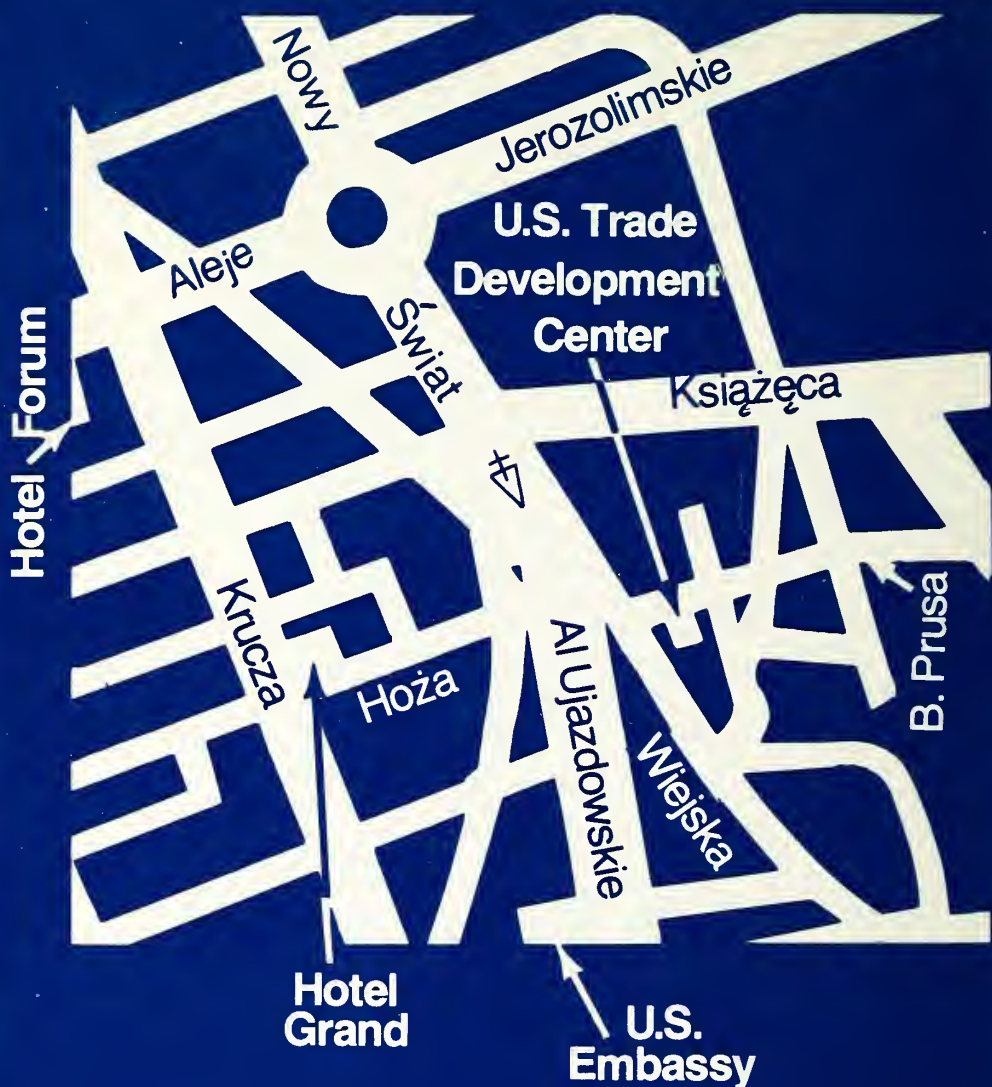 Nowy
Jerozolimskie
U.S. Trade
Development
Center
Aleje
Świat
Książęca
Hotel Forum
Krucza
Hoża
Al Ujazdowskie
Wiejska
B. Prusa
Hotel
Grand
U.S.
Embassy